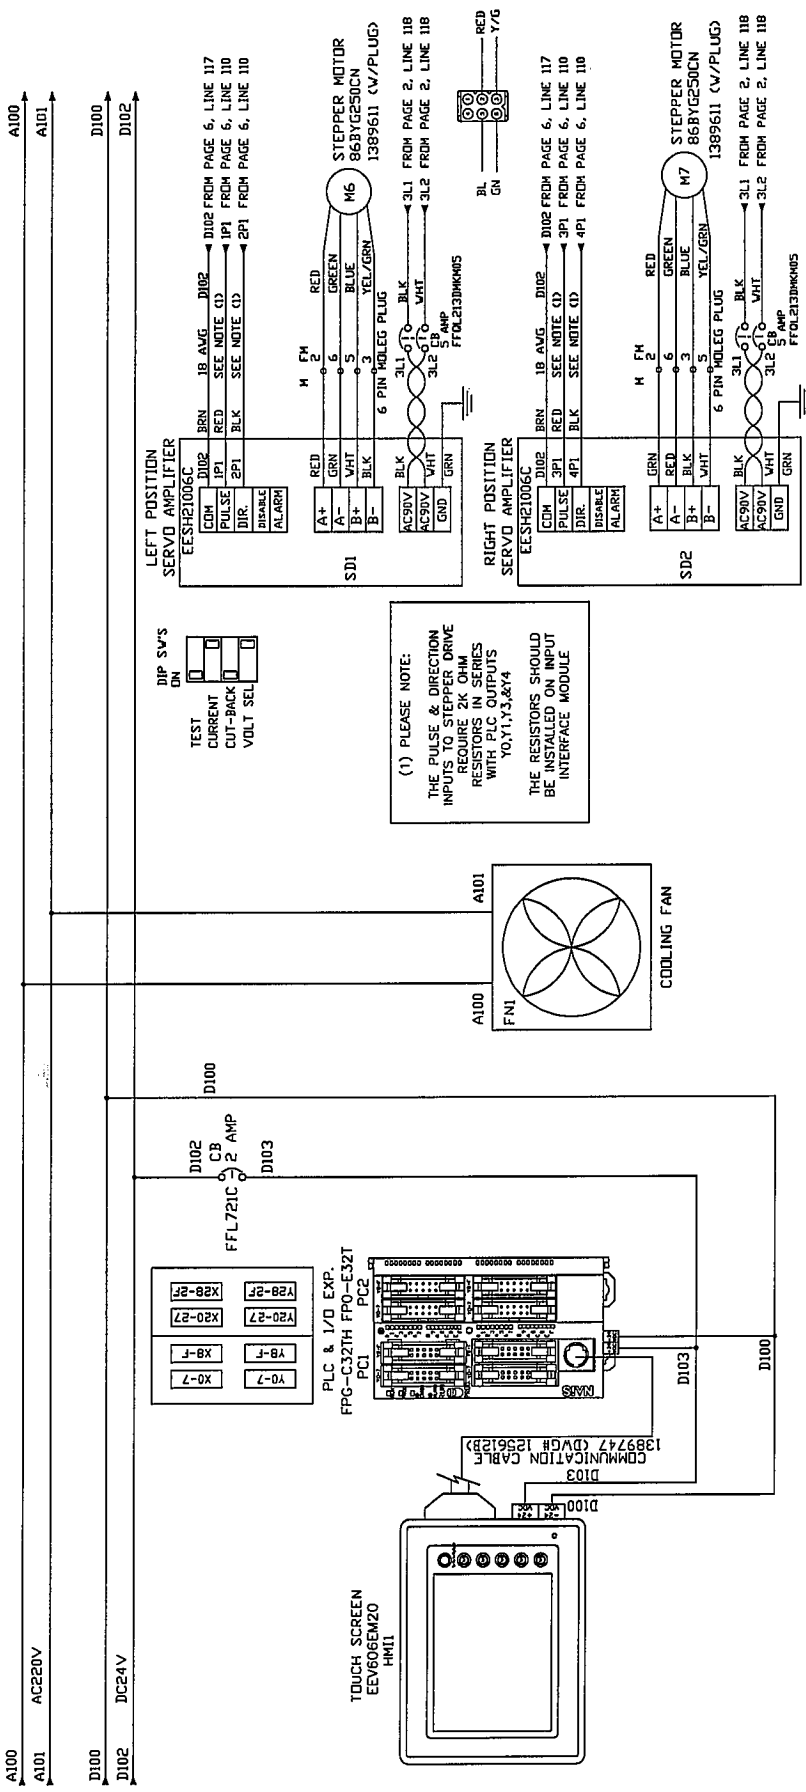 A100
A101
AC220V
D100
D102
DC24V
TOUCH SCREEN
EEV606EM20
HMI1
+24
VDC
-24
VDC
D100
D103
COMMUNICATION CABLE
1389747 (DWG# 125612B)
D103
D100
X0-7
X8-F
X20-27
X28-2F
Y0-7
Y8-F
Y20-27
Y28-2F
PLC & I/O EXP.
FPG-C32TH FP0-E32T
PC1
PC2
NAIS
D102
CB
FFL721C - 2 AMP
D103
D100
A100
A101
FN1
COOLING FAN
DIP SW'S
ON
TEST
CURRENT
CUT-BACK
VOLT SEL
(1) PLEASE NOTE:
THE PULSE & DIRECTION
INPUTS TO STEPPER DRIVE
REQUIRE 2K OHM
RESISTORS IN SERIES
WITH PLC OUTPUTS
Y0,Y1,Y3,&Y4
THE RESISTORS SHOULD
BE INSTALLED ON INPUT
INTERFACE MODULE
LEFT POSITION
SERVO AMPLIFIER
EESH21006C
COM D102 BRN 18 AWG D102 D102 FROM PAGE 6, LINE 117
PULSE 1P1 RED SEE NOTE (1) 1P1 FROM PAGE 6, LINE 110
DIR. 2P1 BLK SEE NOTE (1) 2P1 FROM PAGE 6, LINE 110
DISABLE
ALARM
M FM
A+ RED 2 RED
A- GRN 6 GREEN
B+ WHT 5 BLUE
B- BLK 3 YEL/GRN
6 PIN MOLEG PLUG
M6
STEPPER MOTOR
86BYG250CN
1389611 (W/PLUG)
SD1
AC90V BLK 3L1 BLK 3L1 FROM PAGE 2, LINE 118
AC90V WHT 3L2 WHT 3L2 FROM PAGE 2, LINE 118
GND GRN
CB
5 AMP
FFOL213DMKM05
BL RED
GN Y/G
RIGHT POSITION
SERVO AMPLIFIER
EESH21006C
COM D102 BRN 18 AWG D102 D102 FROM PAGE 6, LINE 117
PULSE 3P1 RED SEE NOTE (1) 3P1 FROM PAGE 6, LINE 110
DIR. 4P1 BLK SEE NOTE (1) 4P1 FROM PAGE 6, LINE 110
DISABLE
ALARM
M FM
A+ GRN 2 RED
A- RED 6 GREEN
B+ BLK 3 BLUE
B- WHT 5 YEL/GRN
6 PIN MOLEG PLUG
M7
STEPPER MOTOR
86BYG250CN
1389611 (W/PLUG)
SD2
AC90V BLK 3L1 BLK 3L1 FROM PAGE 2, LINE 118
AC90V WHT 3L2 WHT 3L2 FROM PAGE 2, LINE 118
GND GRN
CB
5 AMP
FFOL213DMKM05
A100
A101
D100
D102